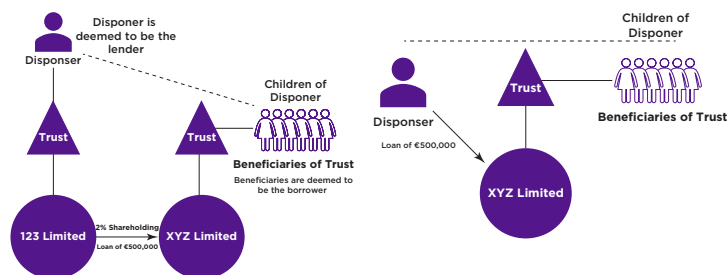 Disponer is
deemed to be the
lender
Disponser
Children of
Disponer
Trust
Trust
Beneficiaries of Trust
Beneficiaries are deemed to
be the borrower
123 Limited
2% Shareholding
Loan of €500,000
XYZ Limited
Children of
Disponer
Disponser
Trust
Beneficiaries of Trust
Loan of €500,000
XYZ Limited